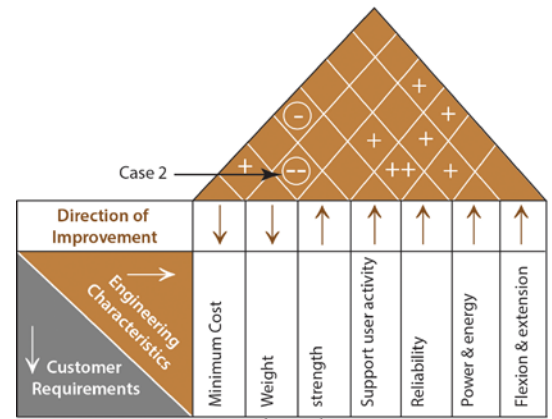 +
+
-
+
+
Case 2
+
--
++
+
Direction of
Improvement
Engineering
Characteristics
Customer
Requirements
Minimum Cost
Weight
strength
Support user activity
Reliability
Power & energy
Flexion & extension